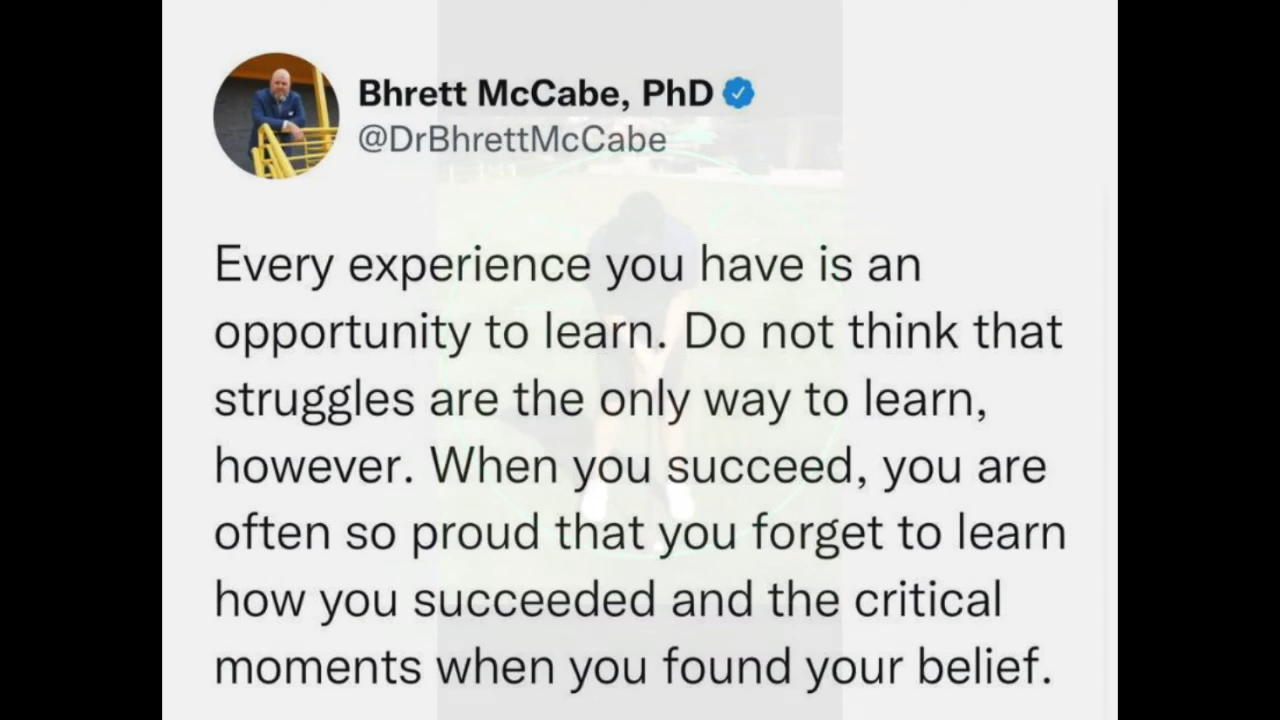 Bhrett McCabe, PhD
@DrBhrettMcCabe
Every experience you have is an
opportunity to learn. Do not think that
struggles are the only way to learn,
however. When you succeed, you are
often so proud that you forget to learn
how you succeeded and the critical
moments when you found your belief.